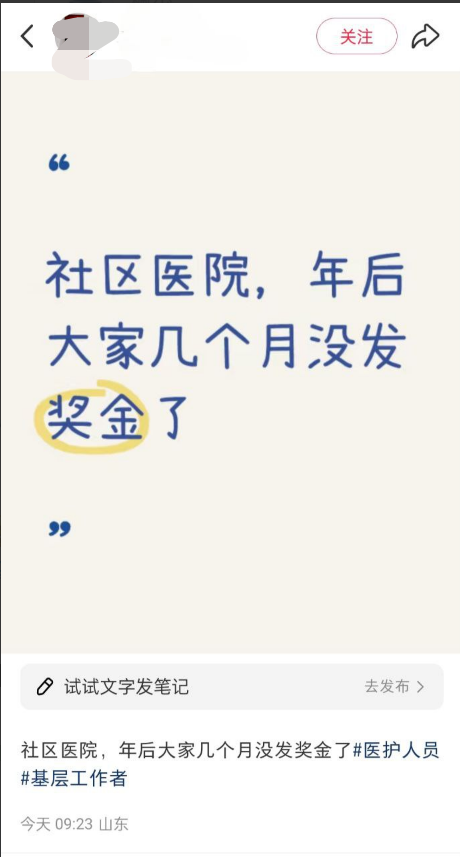 关注
“
社区医院，年后
大家几个月没发
奖金了
”
试试文字发笔记
去发布 >
社区医院，年后大家几个月没发奖金了#医护人员
#基层工作者
今天 09:23 山东